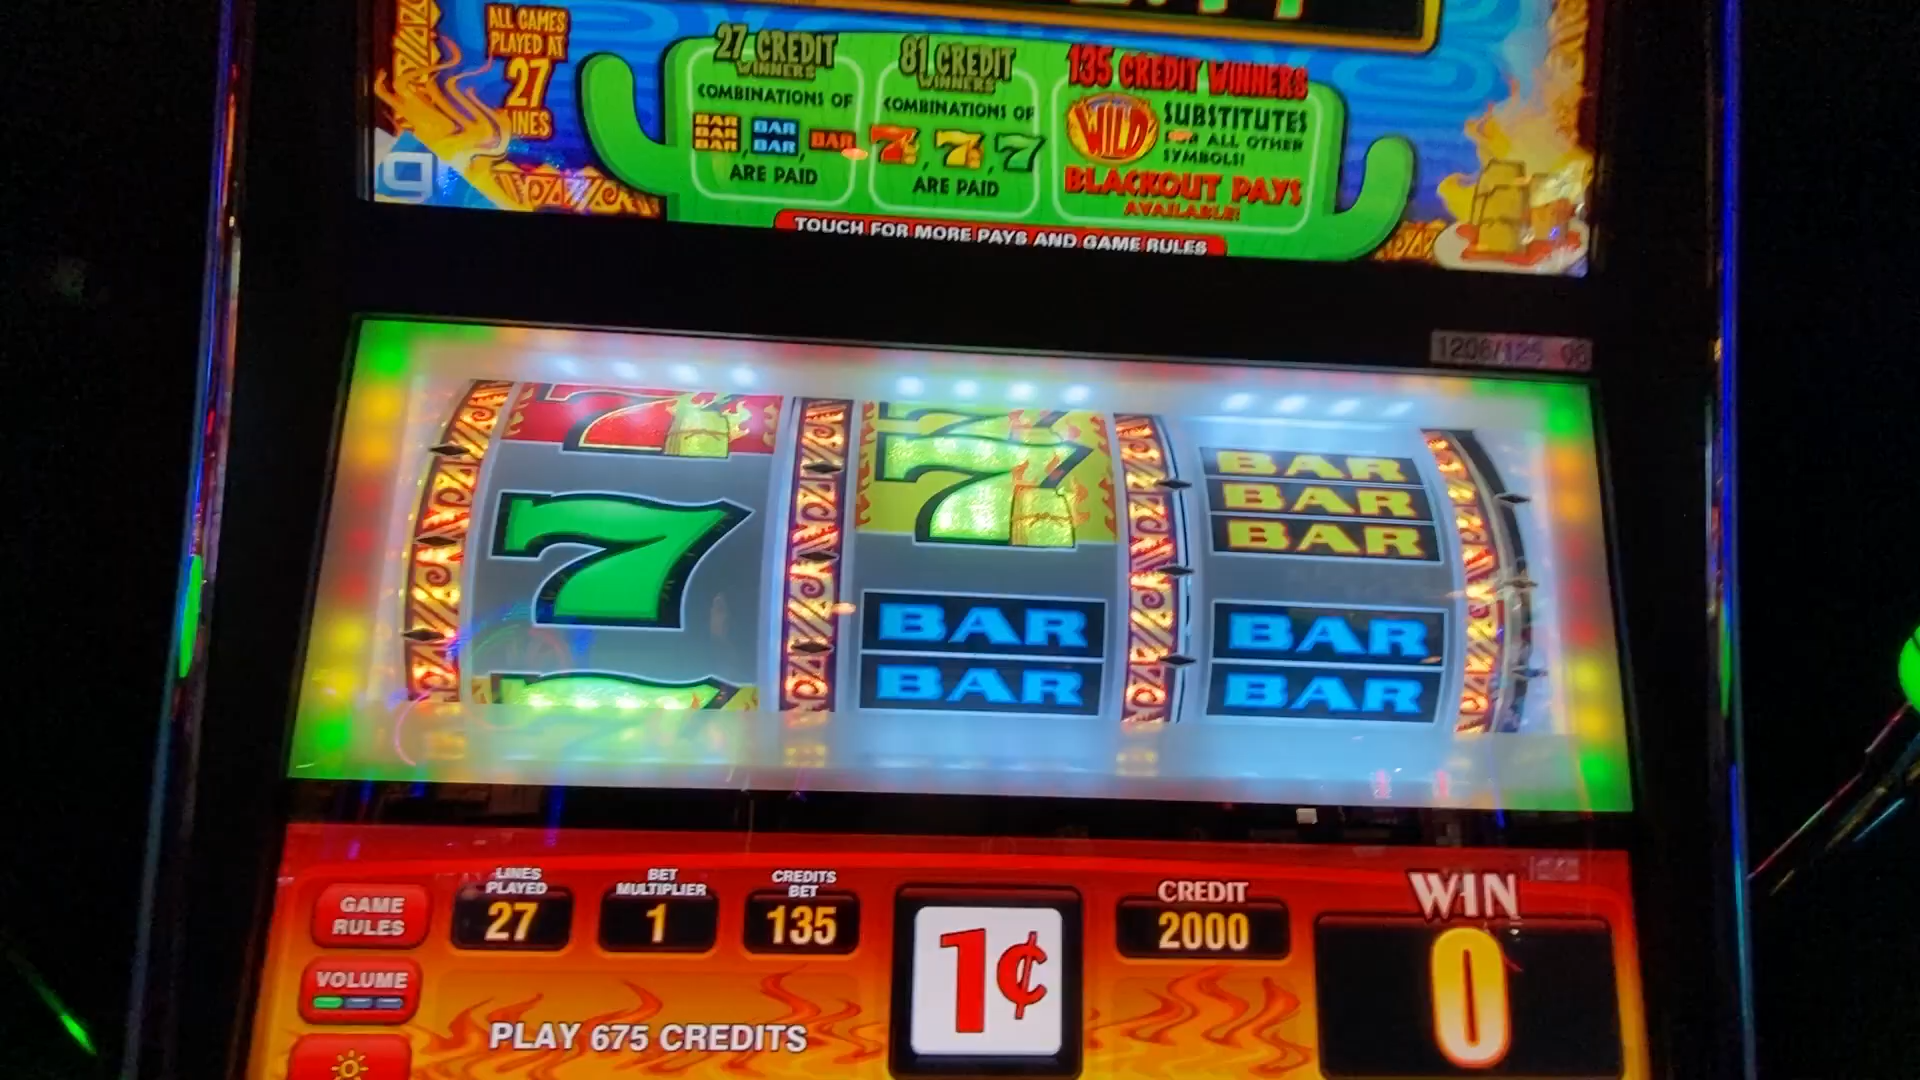 ALL GAMES
PLAYED AT
27
LINES
27 CREDIT
WINNERS
COMBINATIONS OF
BAR
BAR
BAR
BAR
BAR
BAR
ARE PAID
81 CREDIT
WINNERS
COMBINATIONS OF
7, 7, 7
ARE PAID
135 CREDIT WINNERS
WILD
SUBSTITUTES
FOR ALL OTHER
SYMBOLS!
BLACKOUT PAYS
AVAILABLE!
TOUCH FOR MORE PAYS AND GAME RULES
7
7
7
7
BAR
BAR
BAR
BAR
BAR
BAR
BAR
GAME
RULES
VOLUME
LINES
PLAYED
27
BET
MULTIPLIER
1
CREDITS
BET
135
PLAY 675 CREDITS
1¢
CREDIT
2000
WIN
0